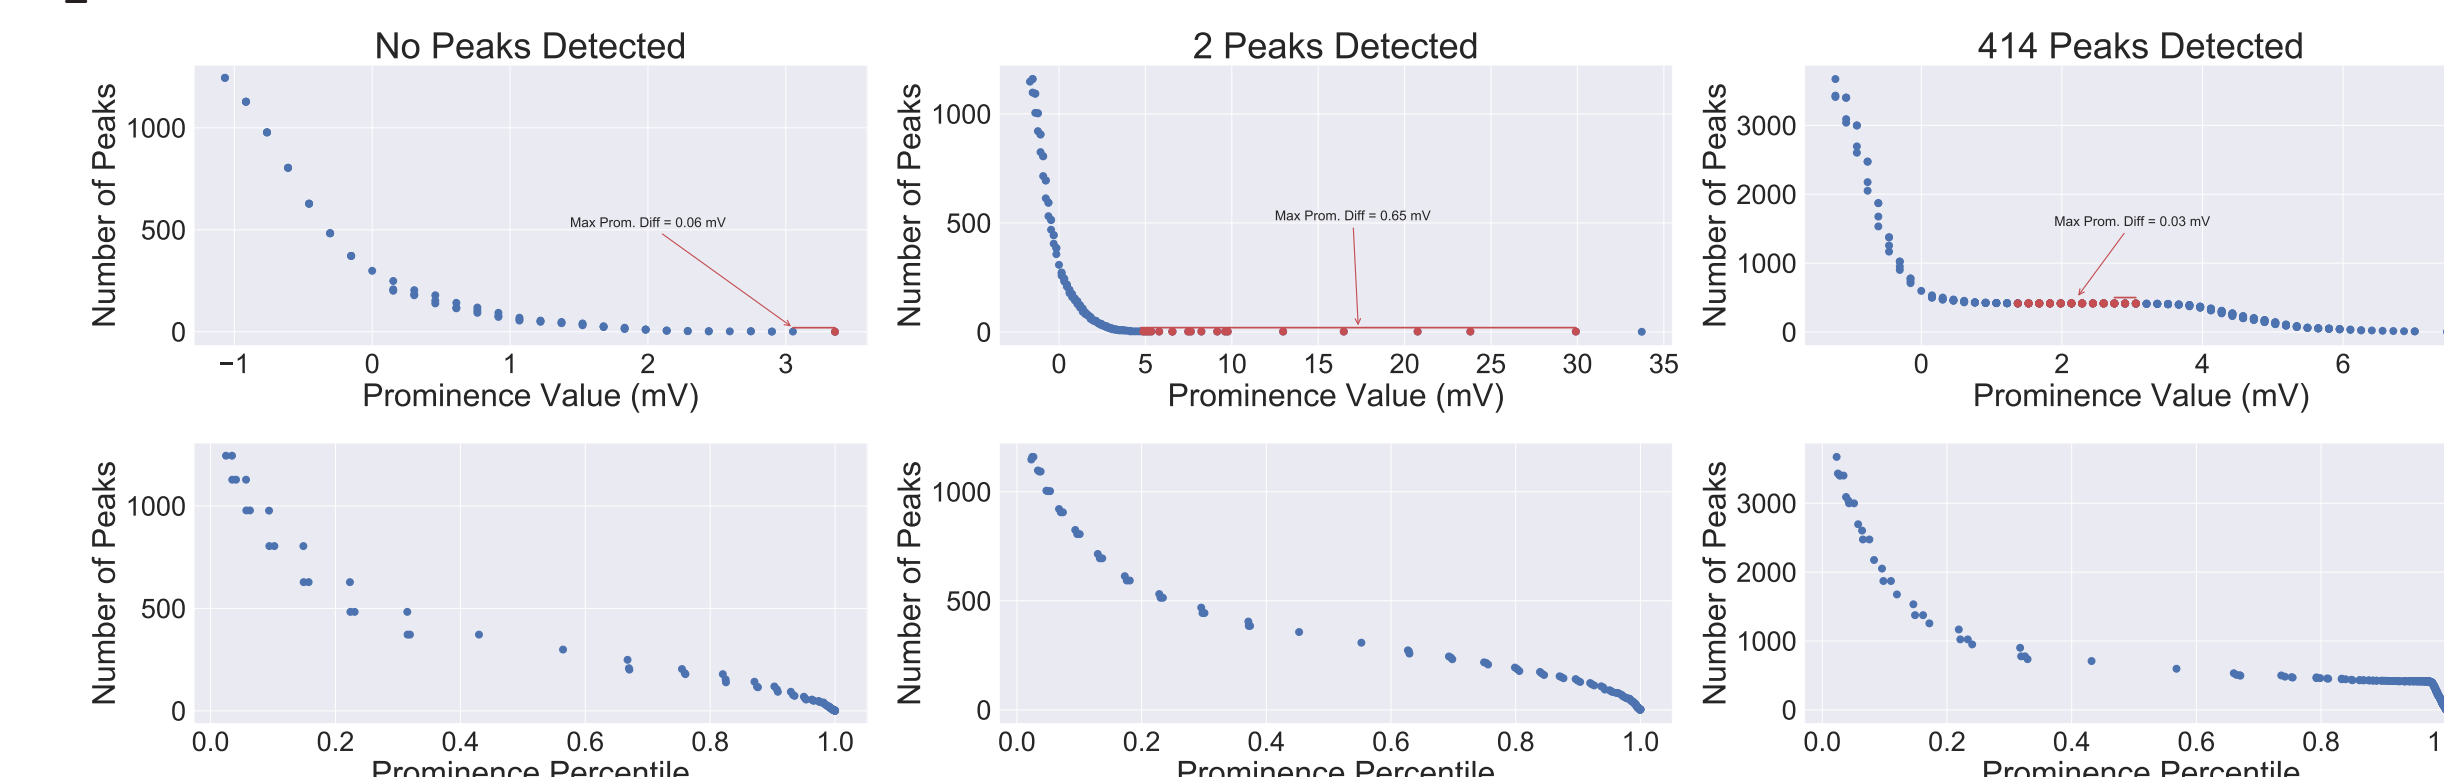 No Peaks Detected
Number of Peaks
1000
500
0
Max Prom. Diff = 0.06 mV
−1 0 1 2 3
Prominence Value (mV)
2 Peaks Detected
Number of Peaks
1000
500
0
Max Prom. Diff = 0.65 mV
0 5 10 15 20 25 30 35
Prominence Value (mV)
414 Peaks Detected
Number of Peaks
3000
2000
1000
0
Max Prom. Diff = 0.03 mV
0 2 4 6
Prominence Value (mV)
Number of Peaks
1000
500
0
0.0 0.2 0.4 0.6 0.8 1.0
Prominence Percentile
Number of Peaks
1000
500
0
0.0 0.2 0.4 0.6 0.8 1.0
Prominence Percentile
Number of Peaks
3000
2000
1000
0
0.0 0.2 0.4 0.6 0.8 1
Prominence Percentile